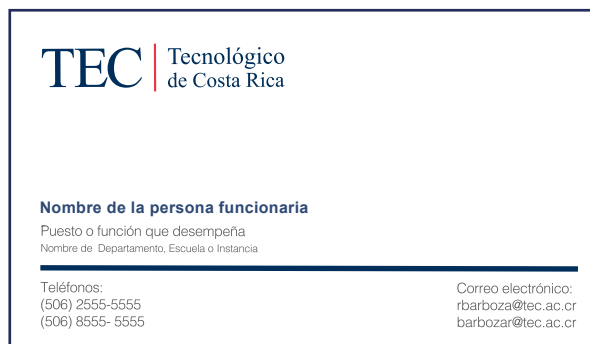 TEC
Tecnológico
de Costa Rica
Nombre de la persona funcionaria
Puesto o función que desempeña
Nombre de Departamento, Escuela o Instancia
Teléfonos:
(506) 2555-5555
(506) 8555- 5555
Correo electrónico:
rbarboza@tec.ac.cr
barbozar@tec.ac.cr